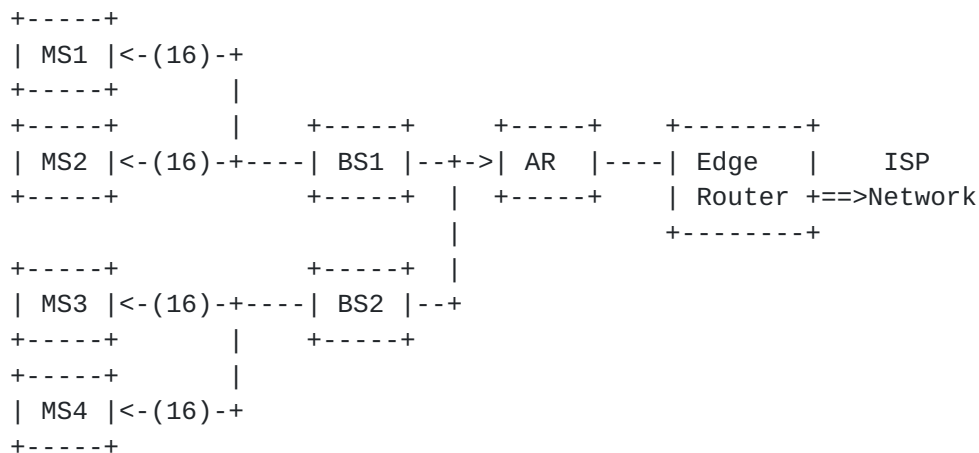 +-----+
| MS1 |<-(16)-+
+-----+       |
+-----+       |    +-----+     +-----+    +--------+
| MS2 |<-(16)-+----| BS1 |--+->| AR  |----| Edge   |    ISP
+-----+            +-----+  |  +-----+    | Router +==>Network
                            |             +--------+
+-----+            +-----+  |
| MS3 |<-(16)-+----| BS2 |--+
+-----+       |    +-----+
+-----+       |
| MS4 |<-(16)-+
+-----+